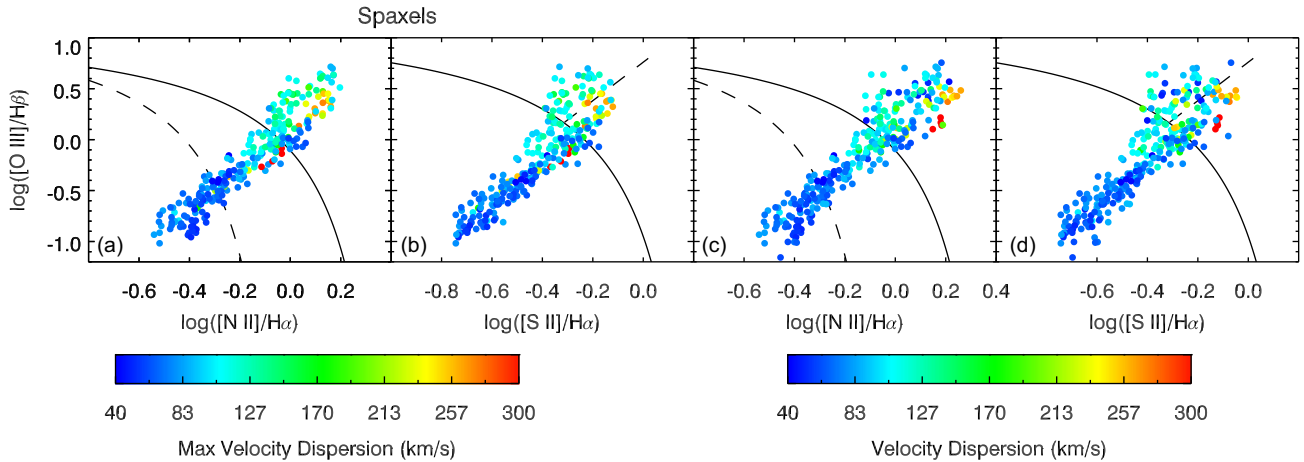 Spaxels
log([O III]/Hβ)
1.0
0.5
0.0
-0.5
-1.0
(a) (b) (c) (d)
-0.6 -0.4 -0.2 0.0 0.2 -0.8 -0.6 -0.4 -0.2 0.0 -0.6 -0.4 -0.2 0.0 0.2 0.4 -0.6 -0.4 -0.2 0.0
log([N II]/Hα) log([S II]/Hα) log([N II]/Hα) log([S II]/Hα)
40 83 127 170 213 257 300 40 83 127 170 213 257 300
Max Velocity Dispersion (km/s) Velocity Dispersion (km/s)